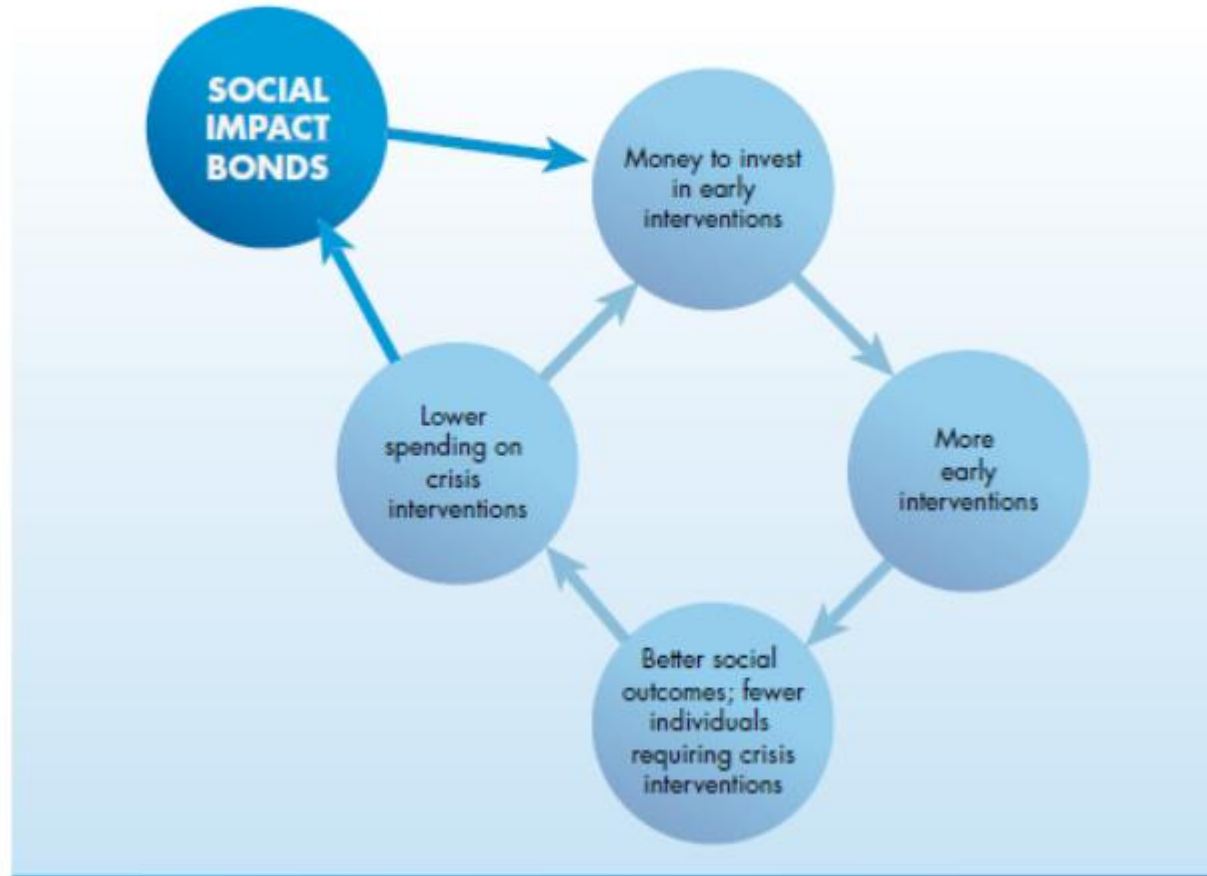 SOCIAL
IMPACT
BONDS
Money to invest
in early
interventions
More
early
interventions
Better social
outcomes; fewer
individuals
requiring crisis
interventions
Lower
spending on
crisis
interventions